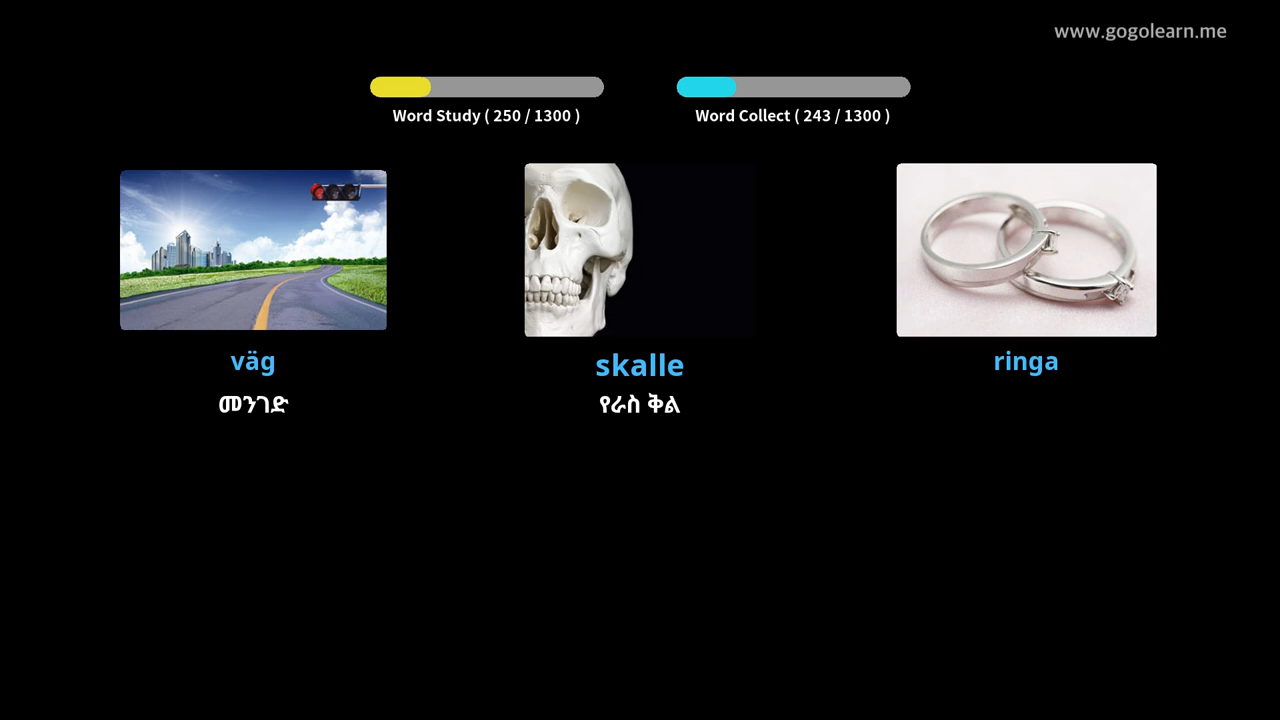 www.gogolearn.me
Word Study ( 250 / 1300 )
Word Collect ( 243 / 1300 )
väg
skalle
ringa
መንገድ
የራስ ቅል